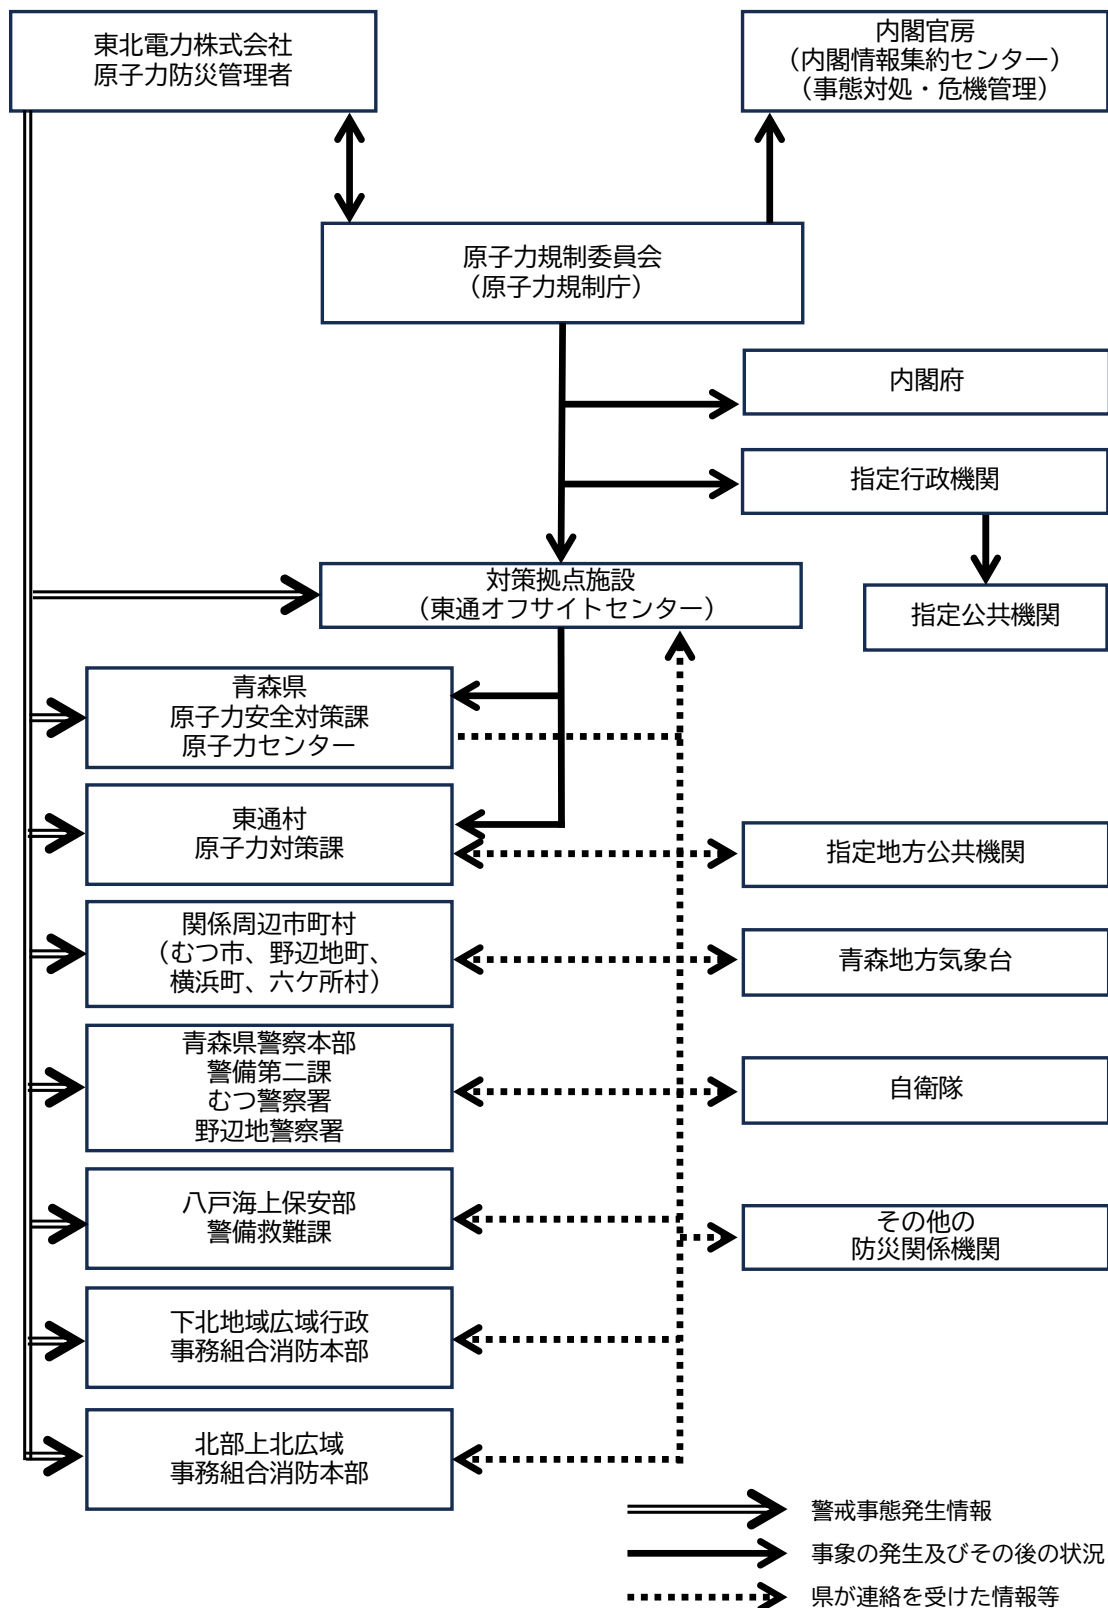 東北電力株式会社
原子力防災管理者
内閣官房
（内閣情報集約センター）
（事態対処・危機管理）
原子力規制委員会
（原子力規制庁）
内閣府
指定行政機関
指定公共機関
対策拠点施設
（東通オフサイトセンター）
青森県
原子力安全対策課
原子力センター
東通村
原子力対策課
指定地方公共機関
関係周辺市町村
（むつ市、野辺地町、
横浜町、六ケ所村）
青森地方気象台
青森県警察本部
警備第二課
むつ警察署
野辺地警察署
自衛隊
八戸海上保安部
警備救難課
その他の
防災関係機関
下北地域広域行政
事務組合消防本部
北部上北広域
事務組合消防本部
警戒事態発生情報
事象の発生及びその後の状況
県が連絡を受けた情報等